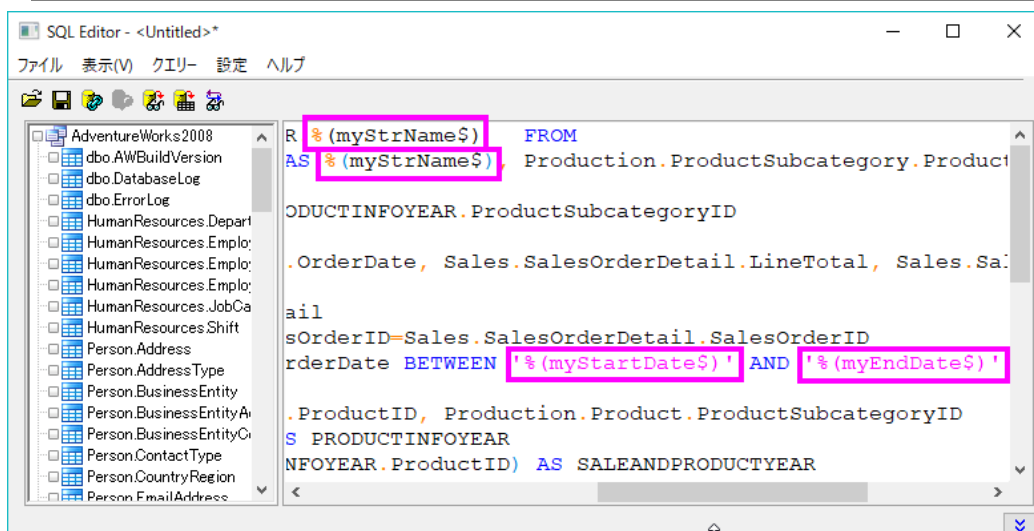 SQL Editor - <Untitled>*
ファイル 表示(V) クエリー 設定 ヘルプ
AdventureWorks2008
dbo.AWBuildVersion
dbo.DatabaseLog
dbo.ErrorLog
HumanResources.Depart
HumanResources.Employ
HumanResources.Employ
HumanResources.Employ
HumanResources.JobCa
HumanResources.Shift
Person.Address
Person.AddressType
Person.BusinessEntity
Person.BusinessEntityA
Person.BusinessEntityC
Person.ContactType
Person.CountryRegion
Person.EmailAddress
R %(myStrName$) FROM
AS %(myStrName$), Production.ProductSubcategory.Product
ODUCTINFOYEAR.ProductSubcategoryID
.OrderDate, Sales.SalesOrderDetail.LineTotal, Sales.Sal
ail
sOrderID=Sales.SalesOrderDetail.SalesOrderID
rderDate BETWEEN '%(myStartDate$)' AND '%(myEndDate$)'
.ProductID, Production.Product.ProductSubcategoryID
S PRODUCTINFOYEAR
NFOYEAR.ProductID) AS SALEANDPRODUCTYEAR